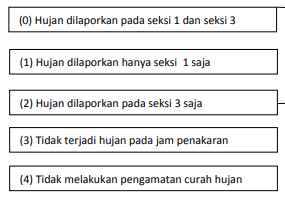 (0) Hujan dilaporkan pada seksi 1 dan seksi 3
(1) Hujan dilaporkan hanya seksi 1 saja
(2) Hujan dilaporkan pada seksi 3 saja
(3) Tidak terjadi hujan pada jam penakaran
(4) Tidak melakukan pengamatan curah hujan